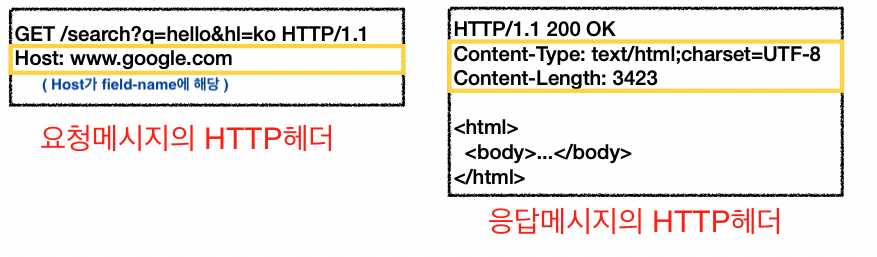 GET /search?q=hello&hl=ko HTTP/1.1
Host: www.google.com
( Host가 field-name에 해당 )
요청메시지의 HTTP헤더
HTTP/1.1 200 OK
Content-Type: text/html;charset=UTF-8
Content-Length: 3423
<html>
<body>...</body>
</html>
응답메시지의 HTTP헤더